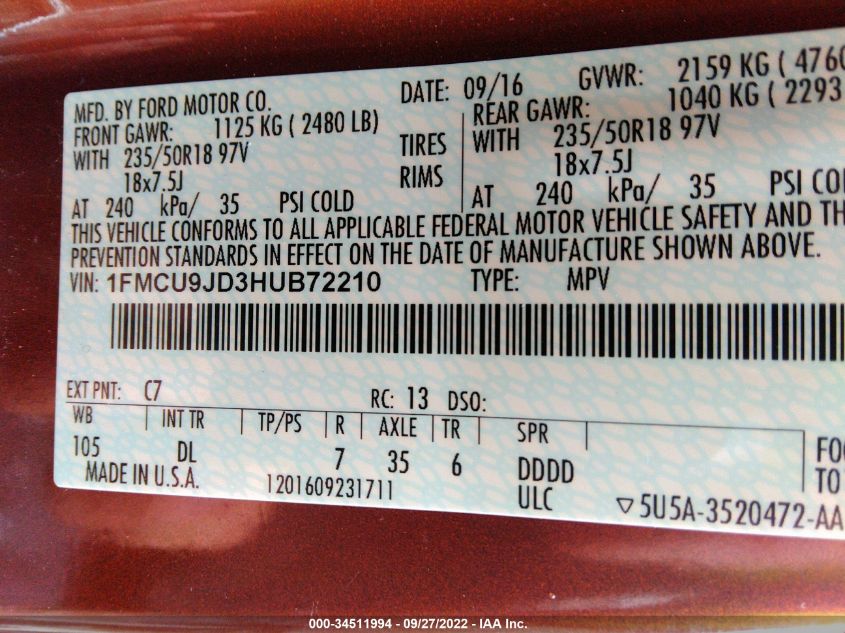 MFD. BY FORD MOTOR CO. DATE: 09/16 GVWR: 2159 KG ( 4760
FRONT GAWR: 1125 KG ( 2480 LB) REAR GAWR: 1040 KG ( 2293
WITH 235/50R18 97V TIRES WITH 235/50R18 97V
18x7.5J RIMS 18x7.5J
AT 240 kPa/ 35 PSI COLD AT 240 kPa/ 35 PSI COL
THIS VEHICLE CONFORMS TO ALL APPLICABLE FEDERAL MOTOR VEHICLE SAFETY AND TH
PREVENTION STANDARDS IN EFFECT ON THE DATE OF MANUFACTURE SHOWN ABOVE.
VIN: 1FMCU9JD3HUB72210 TYPE: MPV
EXT PNT: C7 RC: 13 DSO:
WB INT TR TP/PS R AXLE TR SPR
105 DL 7 35 6 DDDD FO
MADE IN U.S.A. 1201609231711 ULC TO
▽5U5A-3520472-AA
000-34511994 - 09/27/2022 - IAA Inc.